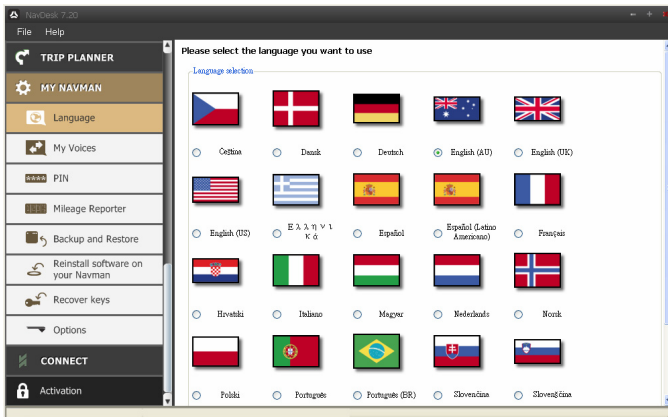 NavDesk 7.20
File Help
TRIP PLANNER
MY NAVMAN
Language
My Voices
PIN
Mileage Reporter
Backup and Restore
Reinstall software on
your Navman
Recover keys
Options
CONNECT
Activation
Please select the language you want to use
Language selection
Čeština Dansk Deutsch English (AU) English (UK)
English (US) Ελληνι
κά Español Español (Latino
Americano) Français
Hrvatski Italiano Magyar Nederlands Norsk
Polski Português Português (BR) Slovenčina Slovenščina